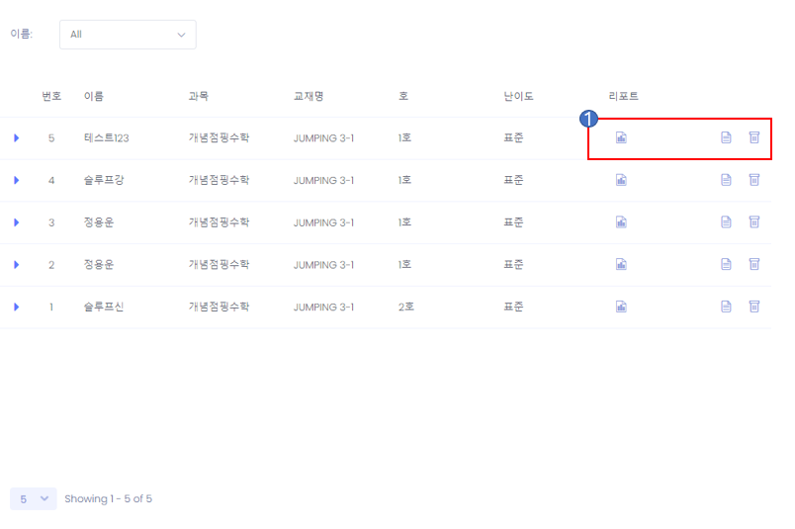 이름: All
번호 이름 과목 교재명 호 난이도 리포트
1
5 테스트123 개념점핑수학 JUMPING 3-1 1호 표준
4 슬루프강 개념점핑수학 JUMPING 3-1 1호 표준
3 정용운 개념점핑수학 JUMPING 3-1 1호 표준
2 정용운 개념점핑수학 JUMPING 3-1 1호 표준
1 슬루프신 개념점핑수학 JUMPING 3-1 2호 표준
5 Showing 1 - 5 of 5